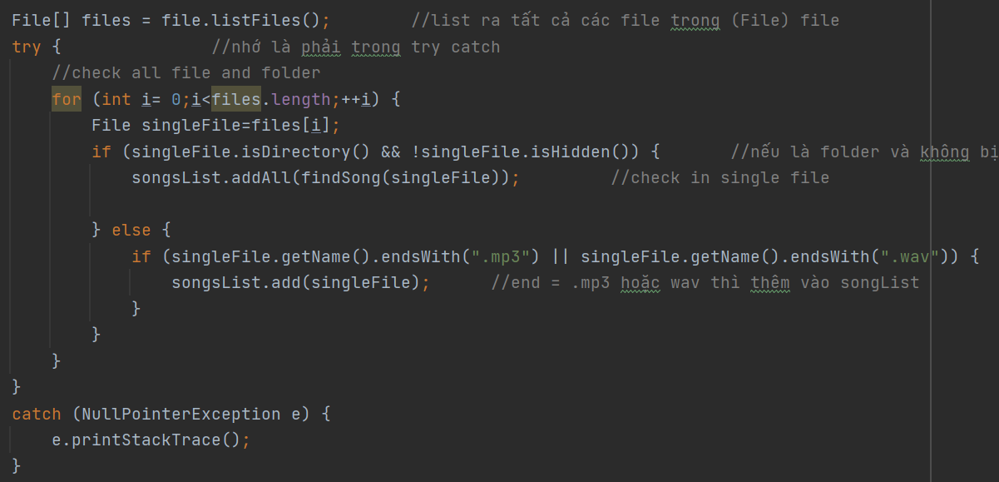 File[] files = file.listFiles();        //list ra tất cả các file trong (File) file
try {               //nhớ là phải trong try catch
    //check all file and folder
    for (int i= 0;i<files.length;++i) {
        File singleFile=files[i];
        if (singleFile.isDirectory() && !singleFile.isHidden()) {       //nếu là folder và không bị
            songsList.addAll(findSong(singleFile));         //check in single file
        } else {
            if (singleFile.getName().endsWith(".mp3") || singleFile.getName().endsWith(".wav")) {
                songsList.add(singleFile);      //end = .mp3 hoặc wav thì thêm vào songList
            }
        }
    }
}
catch (NullPointerException e) {
    e.printStackTrace();
}